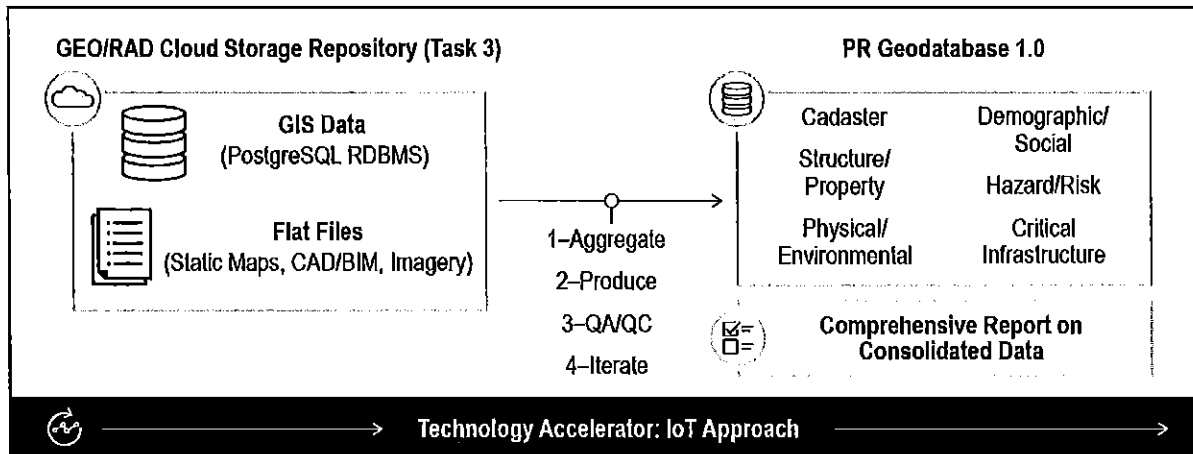 GEO/RAD Cloud Storage Repository (Task 3)
GIS Data
(PostgreSQL RDBMS)
Flat Files
(Static Maps, CAD/BIM, Imagery)
1–Aggregate
2–Produce
3–QA/QC
4–Iterate
PR Geodatabase 1.0
Cadaster
Structure/
Property
Physical/
Environmental
Demographic/
Social
Hazard/Risk
Critical
Infrastructure
Comprehensive Report on
Consolidated Data
Technology Accelerator: IoT Approach